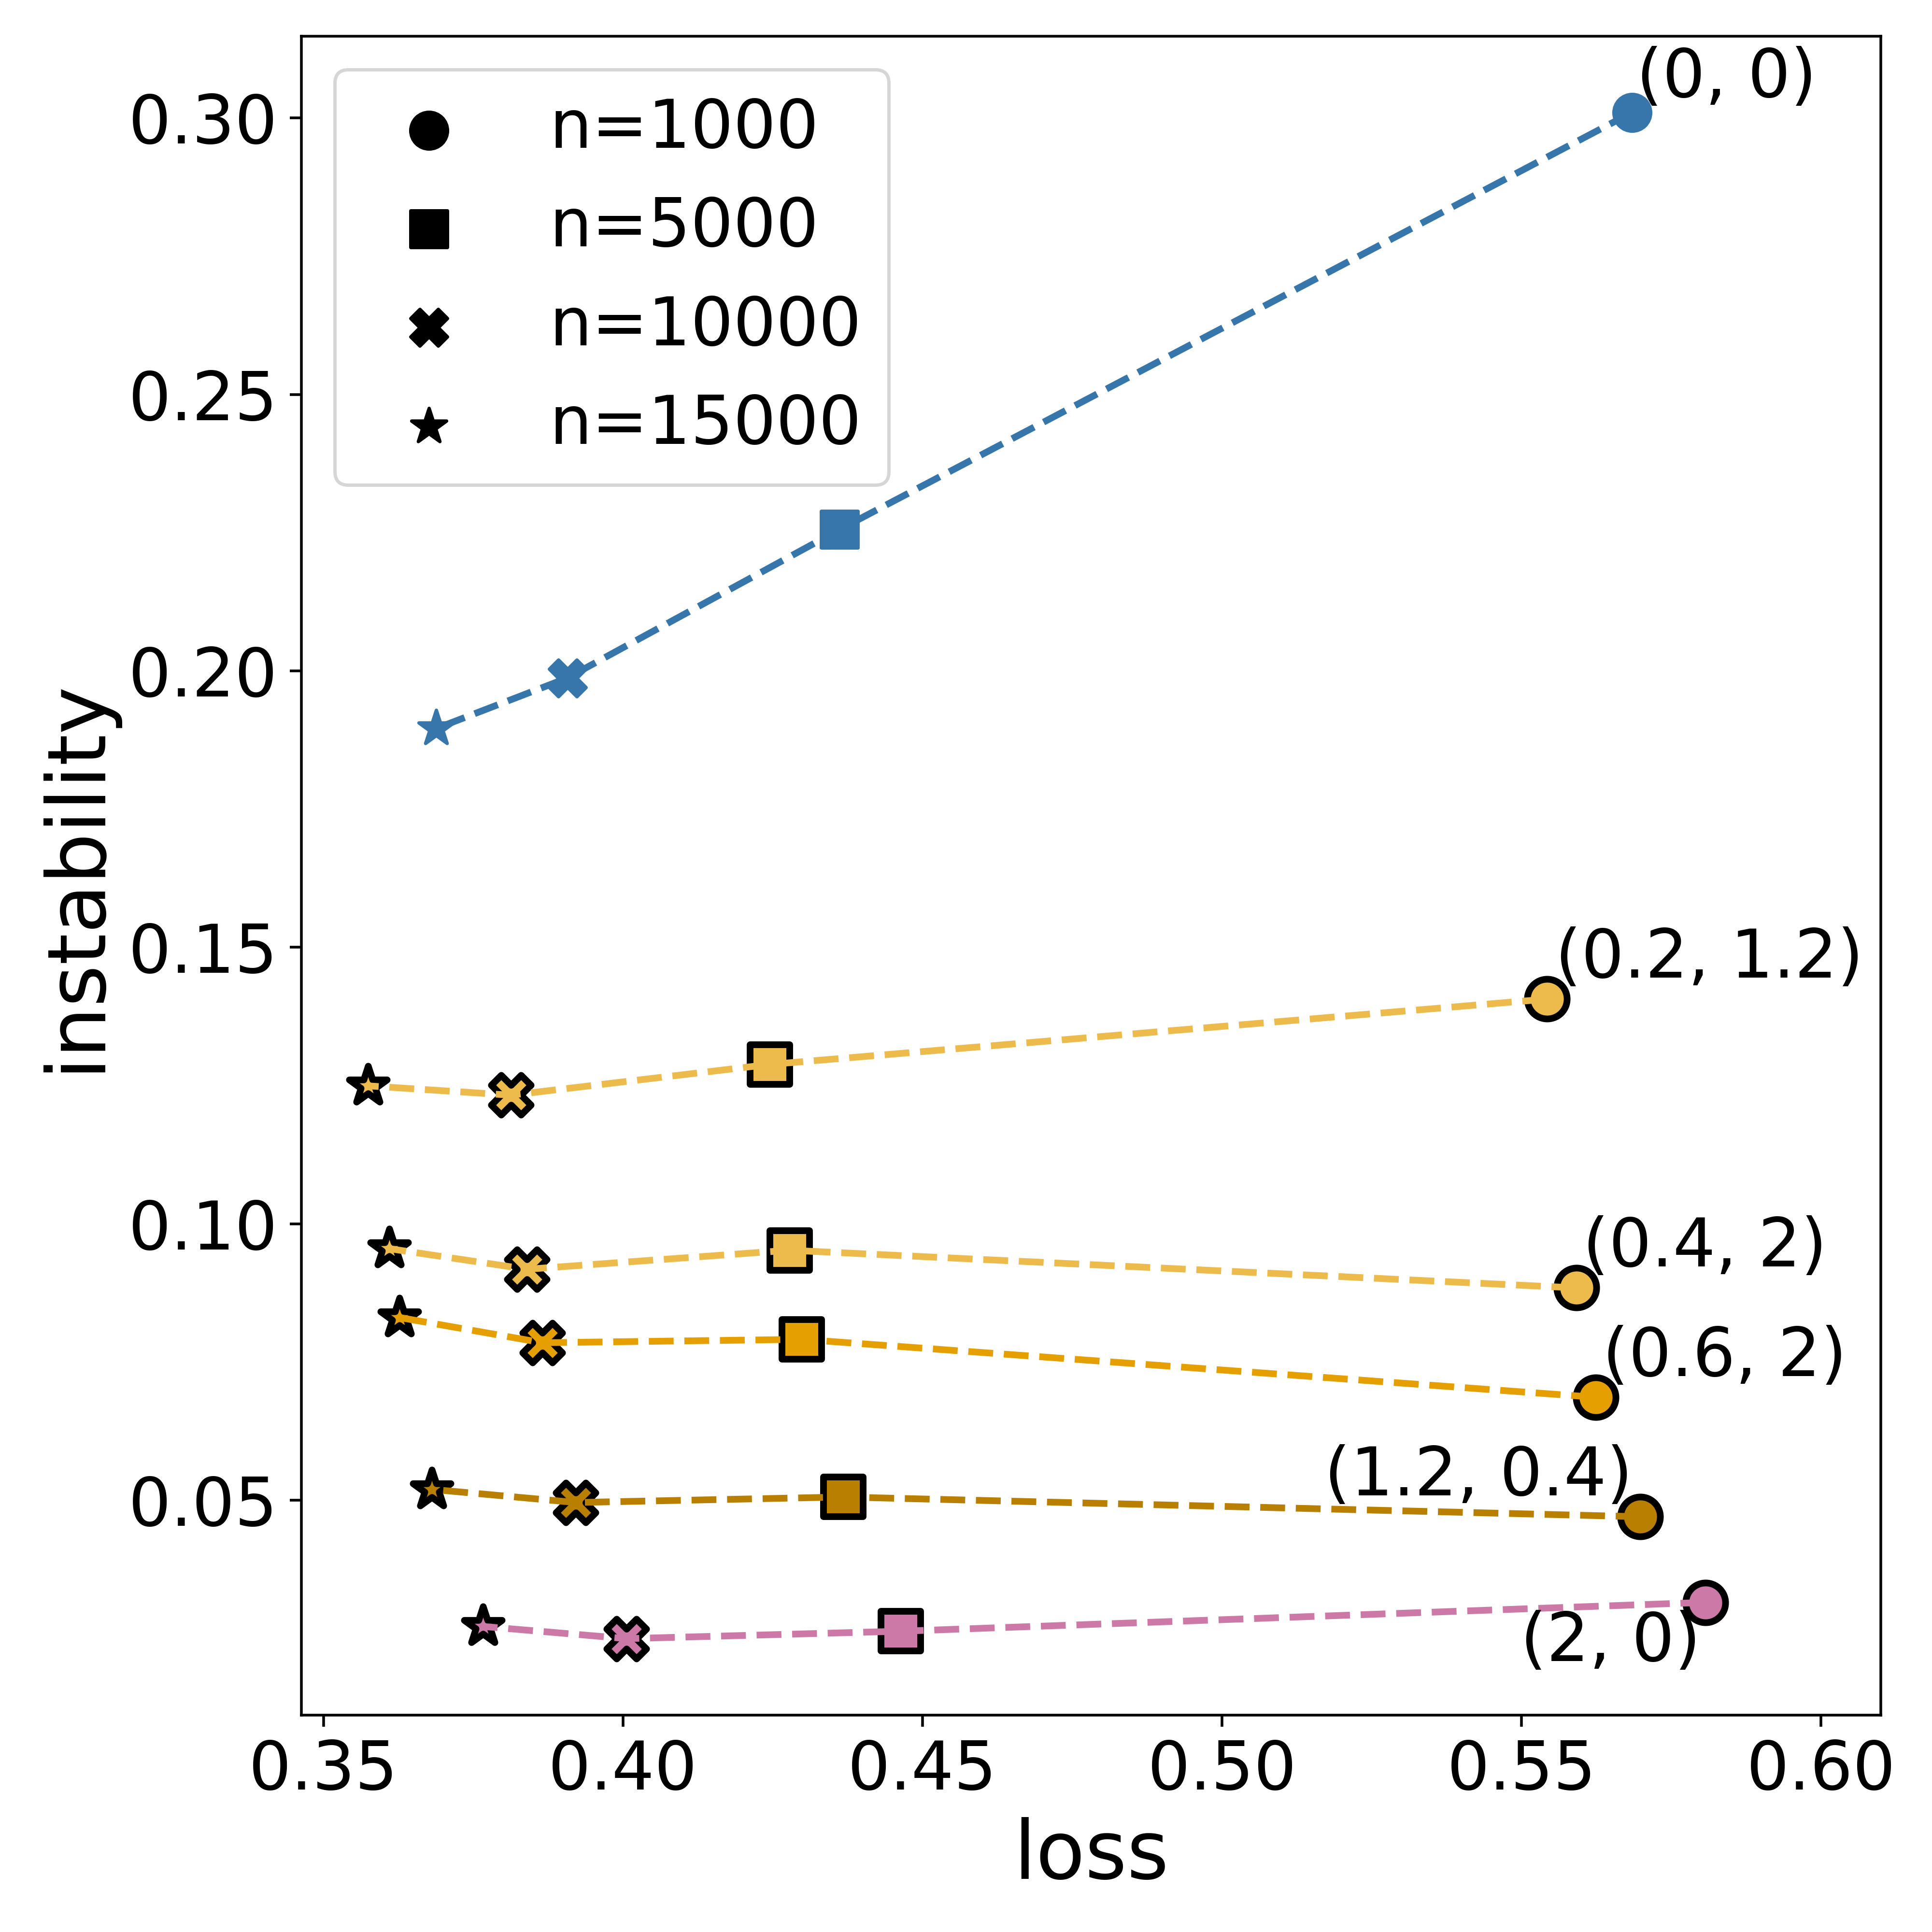 n=1000
n=5000
n=10000
n=15000
(0, 0)
(0.2, 1.2)
(0.4, 2)
(0.6, 2)
(1.2, 0.4)
(2, 0)
instability
0.30
0.25
0.20
0.15
0.10
0.05
0.35 0.40 0.45 0.50 0.55 0.60
loss